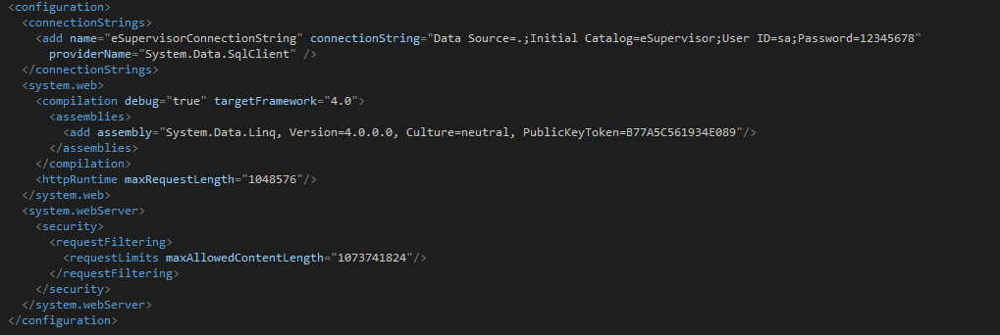 <configuration>
<connectionStrings>
<add name="eSupervisorConnectionString" connectionString="Data Source=.;Initial Catalog=eSupervisor;User ID=sa;Password=12345678"
providerName="System.Data.SqlClient" />
</connectionStrings>
<system.web>
<compilation debug="true" targetFramework="4.0">
<assemblies>
<add assembly="System.Data.Linq, Version=4.0.0.0, Culture=neutral, PublicKeyToken=B77A5C561934E089"/>
</assemblies>
</compilation>
<httpRuntime maxRequestLength="1048576"/>
</system.web>
<system.webServer>
<security>
<requestFiltering>
<requestLimits maxAllowedContentLength="1073741824"/>
</requestFiltering>
</security>
</system.webServer>
</configuration>